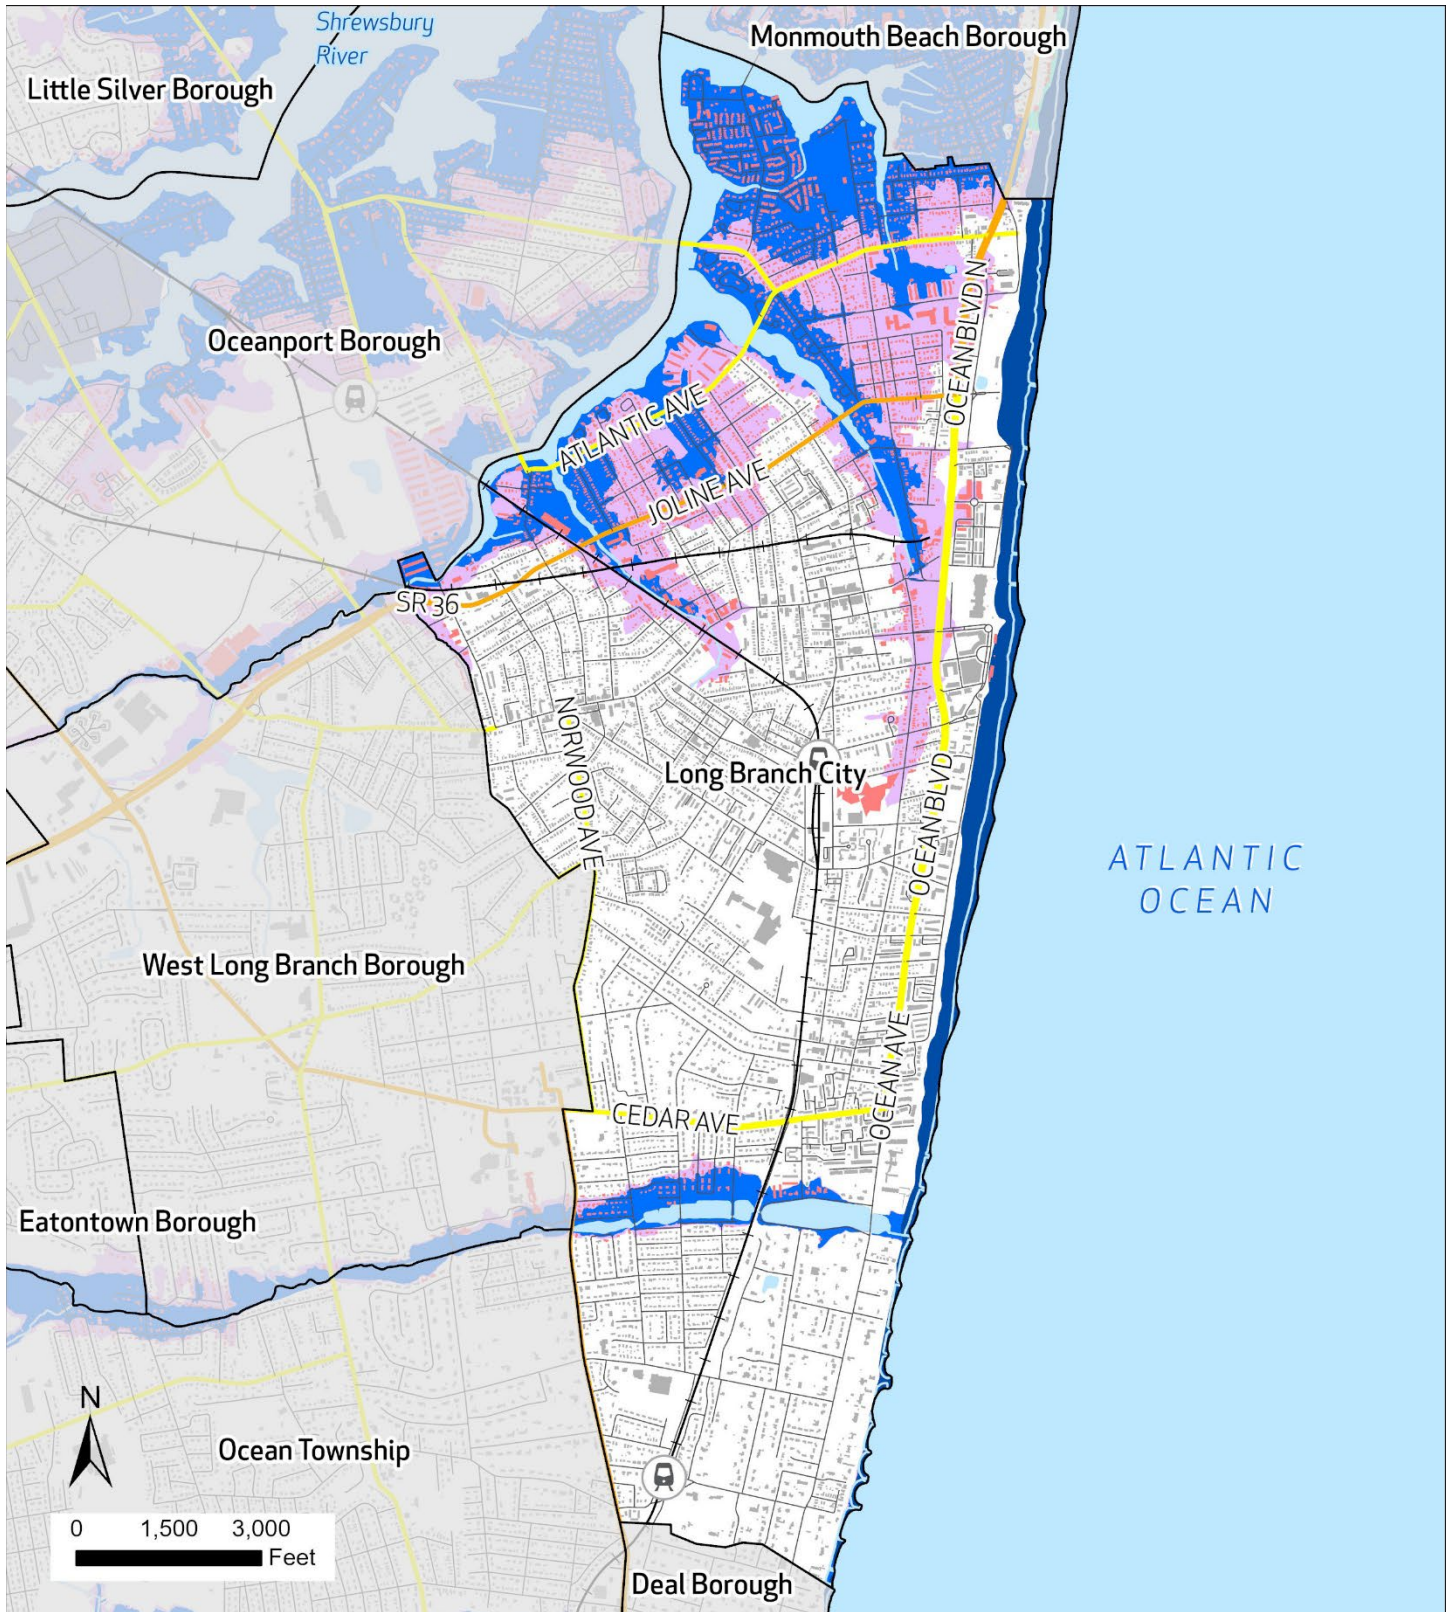 Shrewsbury
River
Monmouth Beach Borough
Little Silver Borough
OCEAN BLVD N
Oceanport Borough
ATLANTIC AVE
JOLINE AVE
SR 36
NORWOOD AVE
Long Branch City
OCEAN BLVD
ATLANTIC
OCEAN
West Long Branch Borough
OCEAN AVE
CEDAR AVE
Eatontown Borough
N
Ocean Township
0 1,500 3,000
Feet
Deal Borough